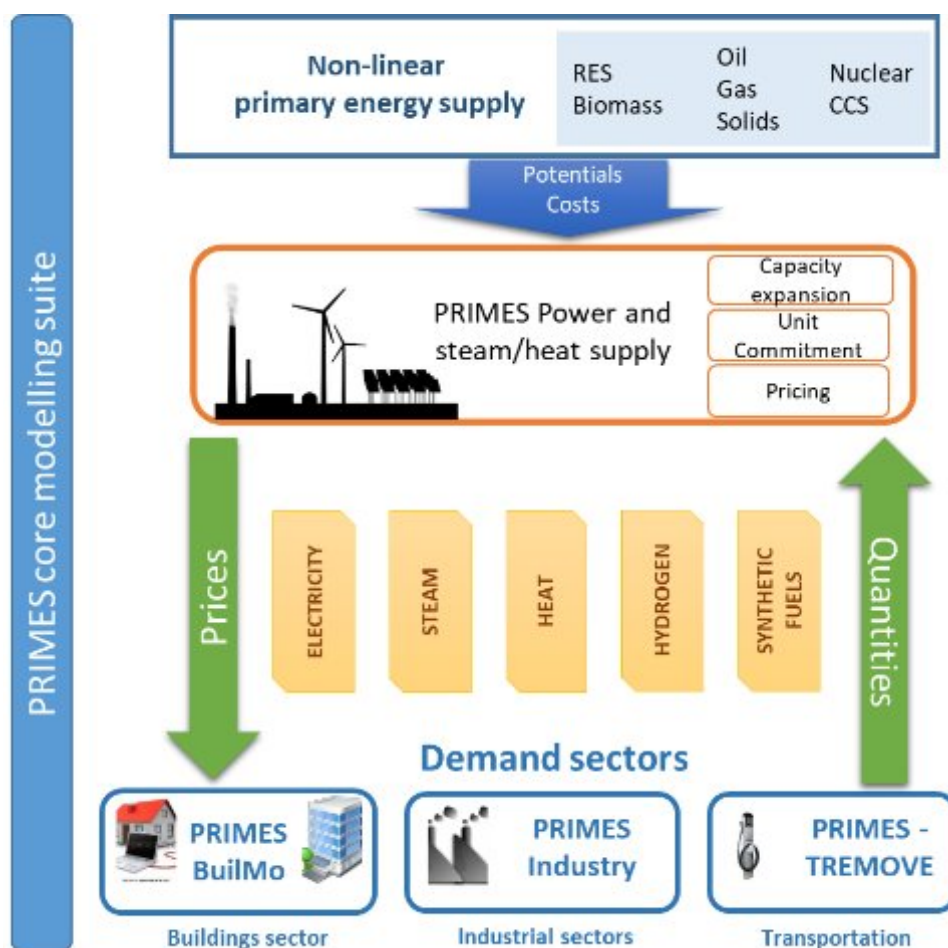 PRIMES core modelling suite
Non-linear
primary energy supply
RES
Biomass
Oil
Gas
Solids
Nuclear
CCS
Potentials
Costs
PRIMES Power and
steam/heat supply
Capacity
expansion
Unit
Commitment
Pricing
Prices
ELECTRICITY
STEAM
HEAT
HYDROGEN
SYNTHETIC
FUELS
Quantities
Demand sectors
PRIMES
BuilMo
PRIMES
Industry
PRIMES -
TREMOVE
Buildings sector
Industrial sectors
Transportation